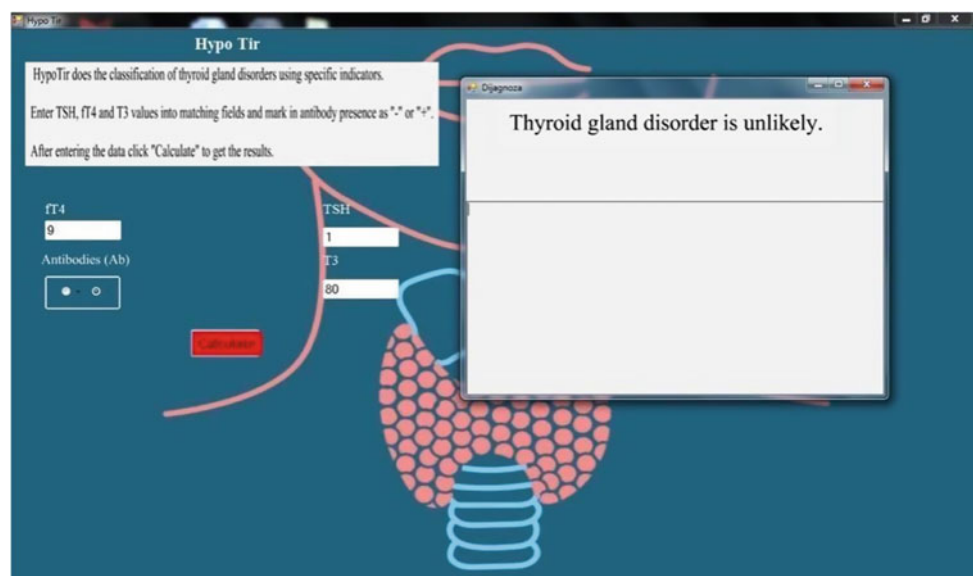 Hypo Tir
Hypo Tir
HypoTir does the classification of thyroid gland disorders using specific indicators.
Enter TSH, fT4 and T3 values into matching fields and mark in antibody presence as "-" or "+".
After entering the data click "Calculate" to get the results.
fT4
9
TSH
1
Antibodies (Ab)
T3
80
-
Calculate
Dijagnoza
Thyroid gland disorder is unlikely.